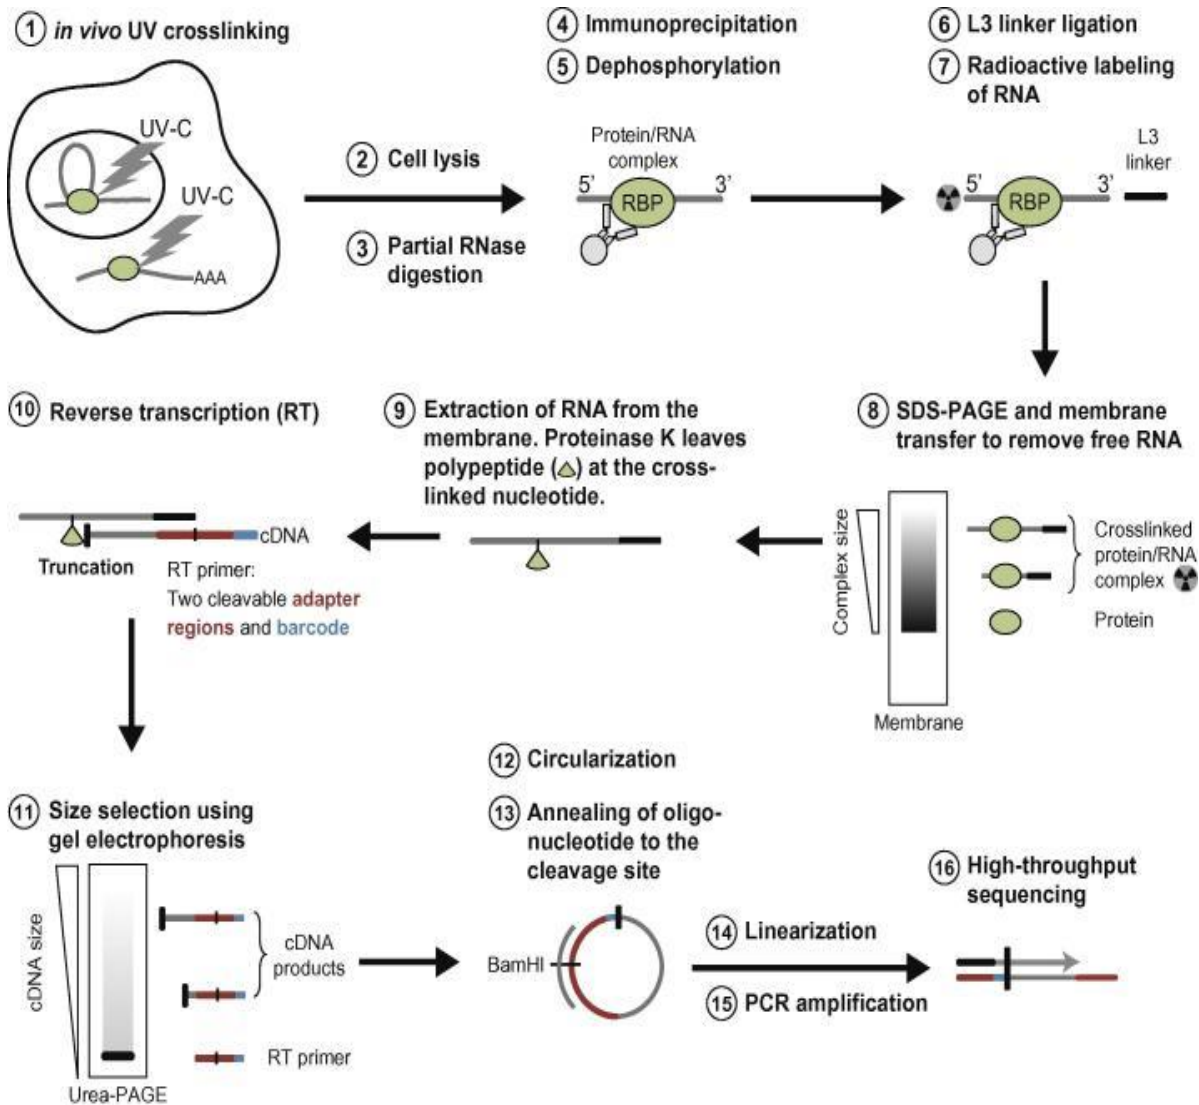 1 in vivo UV crosslinking
UV-C
UV-C
AAA
2 Cell lysis
3 Partial RNase
digestion
4 Immunoprecipitation
5 Dephosphorylation
Protein/RNA
complex
5’ 3’
RBP
6 L3 linker ligation
7 Radioactive labeling
of RNA
L3
linker
5’ 3’
RBP
8 SDS-PAGE and membrane
transfer to remove free RNA
Complex size
Crosslinked
protein/RNA
complex
Protein
Membrane
9 Extraction of RNA from the
membrane. Proteinase K leaves
polypeptide ( ) at the cross-
linked nucleotide.
10 Reverse transcription (RT)
cDNA
Truncation
RT primer:
Two cleavable adapter
regions and barcode
11 Size selection using
gel electrophoresis
cDNA size
cDNA
products
RT primer
Urea-PAGE
12 Circularization
13 Annealing of oligo-
nucleotide to the
cleavage site
BamHI
14 Linearization
15 PCR amplification
16 High-throughput
sequencing